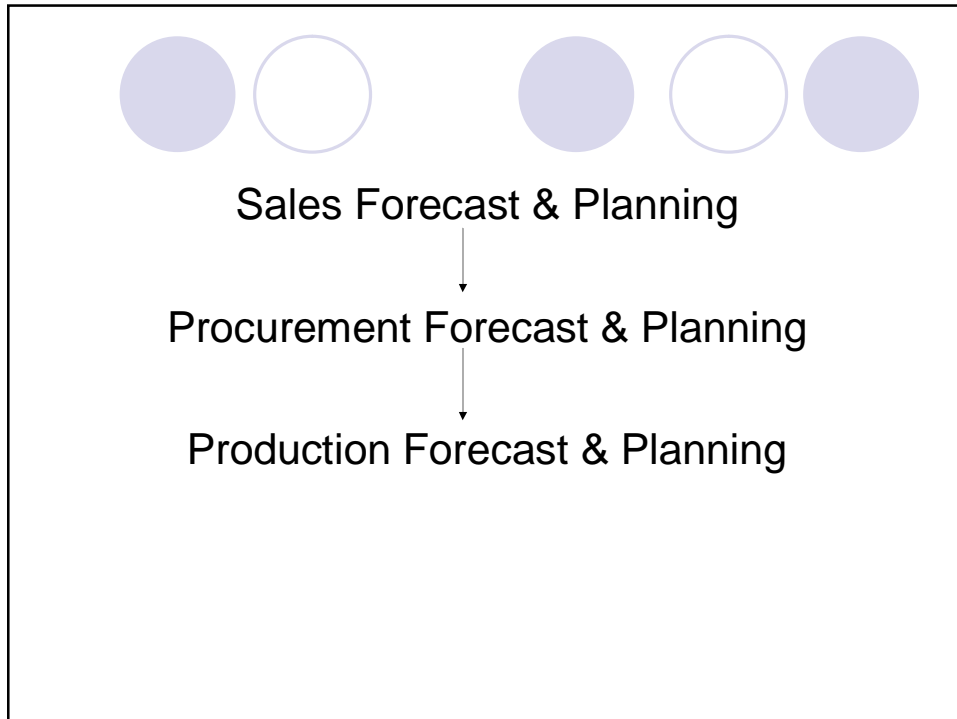 Sales Forecast & Planning
Procurement Forecast & Planning
Production Forecast & Planning